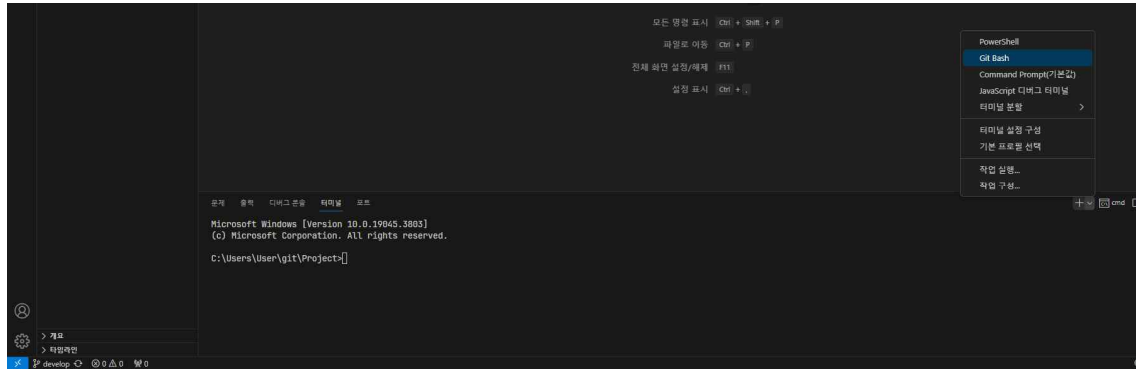 모든 명령 표시 Ctrl + Shift + P
파일로 이동 Ctrl + P
전체 화면 설정/해제 F11
설정 표시 Ctrl + ,
PowerShell
Git Bash
Command Prompt(기본값)
JavaScript 디버그 터미널
터미널 분할
터미널 설정 구성
기본 프로필 선택
작업 실행...
작업 구성...
문제 출력 디버그 콘솔 터미널 포트
cmd
Microsoft Windows [Version 10.0.19045.3803]
(c) Microsoft Corporation. All rights reserved.
C:\Users\User\git\Project>
개요
타임라인
develop 0 0 0